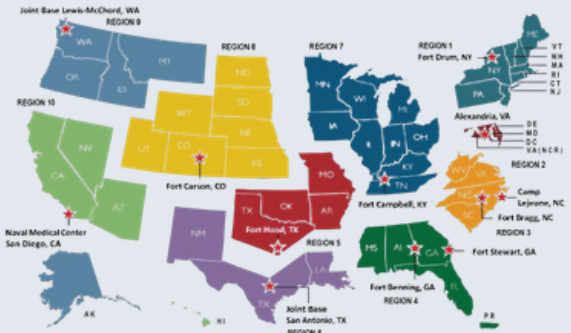 Joint Base Lewis-McChord, WA
REGION 9
WA
OR
MT
ID
REGION 8
ND
SD
WY
NE
UT
CO
KS
Fort Carson, CO
REGION 7
MN
WI
MI
IA
IL
IN
OH
KY
TN
Fort Campbell, KY
REGION 1
Fort Drum, NY
ME
NY
PA
VT
NH
MA
RI
CT
NJ
Alexandria, VA
DE
MD
DC
VA(NCR)
REGION 2
REGION 10
CA
NV
AZ
Naval Medical Center
San Diego, CA
MO
TX
OK
AR
Fort Hood, TX
REGION 5
WV
VA
NC
SC
Camp
Lejeune, NC
Fort Bragg, NC
REGION 3
NM
TX
LA
Joint Base
San Antonio, TX
REGION 6
MS
AL
GA
FL
Fort Stewart, GA
Fort Benning, GA
REGION 4
AK
HI
PR